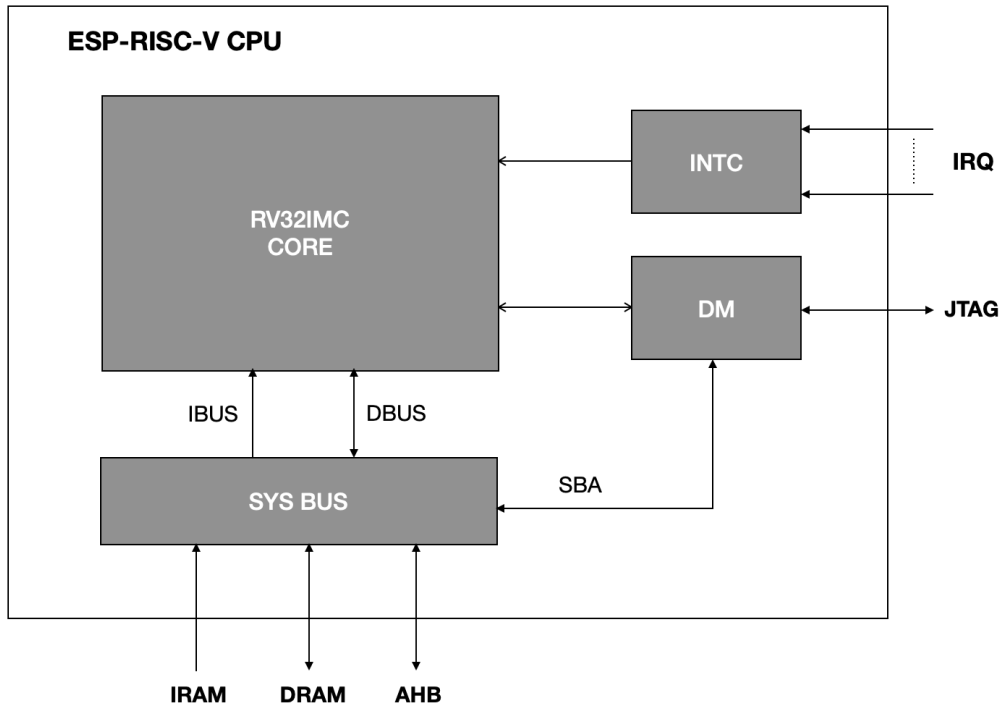 ESP-RISC-V CPU
RV32IMC
CORE
INTC
IRQ
DM
JTAG
IBUS
DBUS
SYS BUS
SBA
IRAM
DRAM
AHB